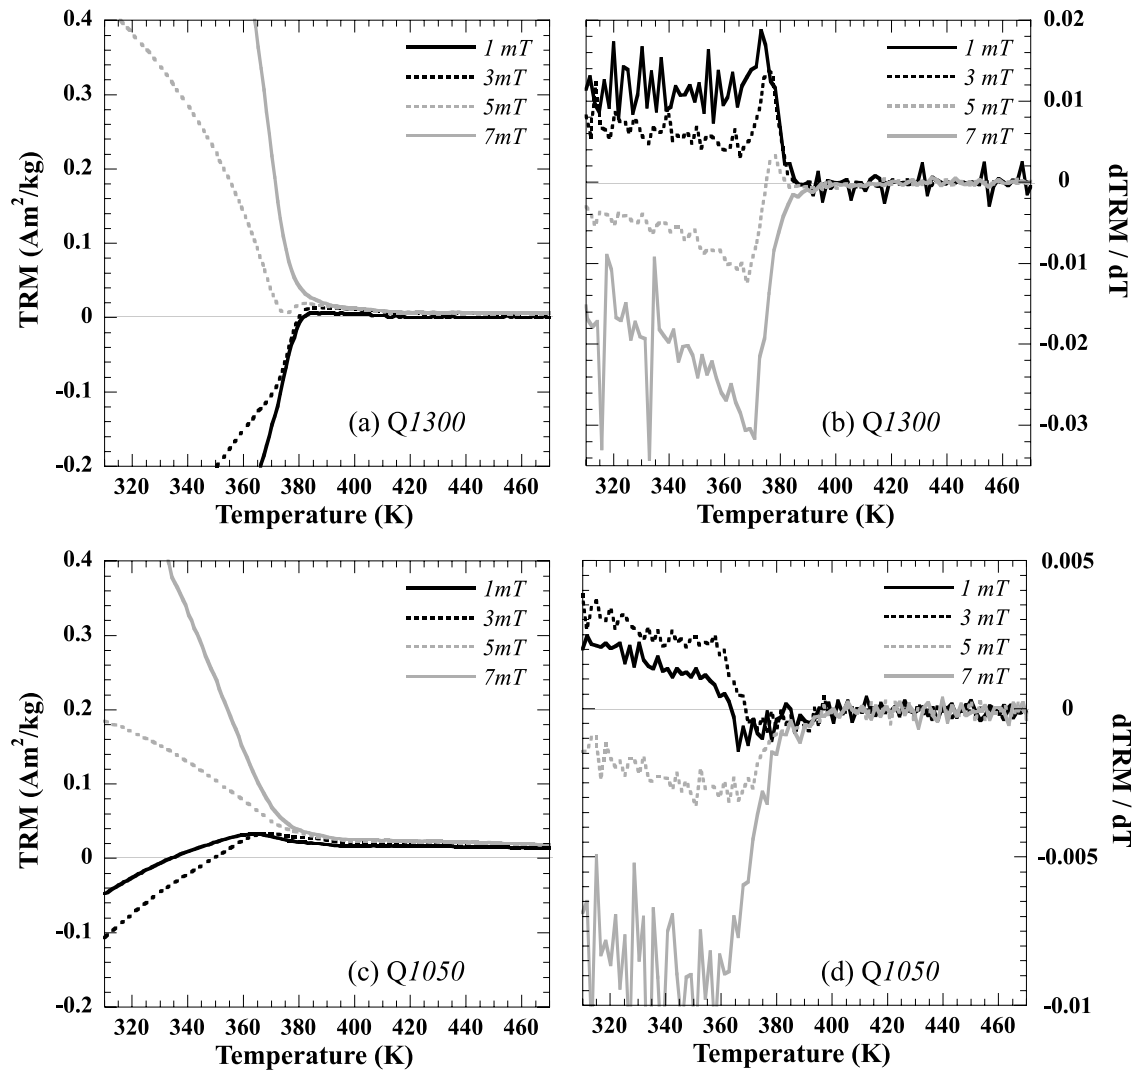 0.4
0.3
0.2
0.1
0
-0.1
-0.2
TRM (Am²/kg)
1 mT
3mT
5mT
7mT
(a) Q1300
320 340 360 380 400 420 440 460
Temperature (K)
0.02
0.01
0
-0.01
-0.02
-0.03
dTRM / dT
1 mT
3 mT
5 mT
7 mT
(b) Q1300
320 340 360 380 400 420 440 460
Temperature (K)
0.4
0.3
0.2
0.1
0
-0.1
-0.2
TRM (Am²/kg)
1mT
3mT
5mT
7mT
(c) Q1050
320 340 360 380 400 420 440 460
Temperature (K)
0.005
0
-0.005
-0.01
dTRM / dT
1 mT
3 mT
5 mT
7 mT
(d) Q1050
320 340 360 380 400 420 440 460
Temperature (K)